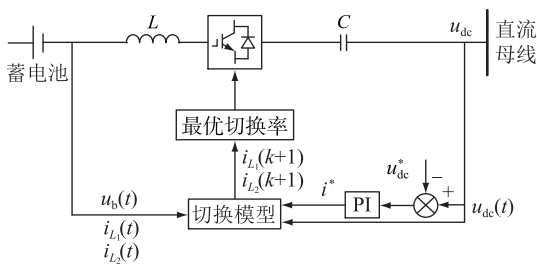 L
C
u_dc
直流
母线
蓄电池
最优切换率
i_L₁(k+1)
i_L₂(k+1)
i*
u*_dc
−
+
PI
u_b(t)
切换模型
u_dc(t)
i_L₁(t)
i_L₂(t)